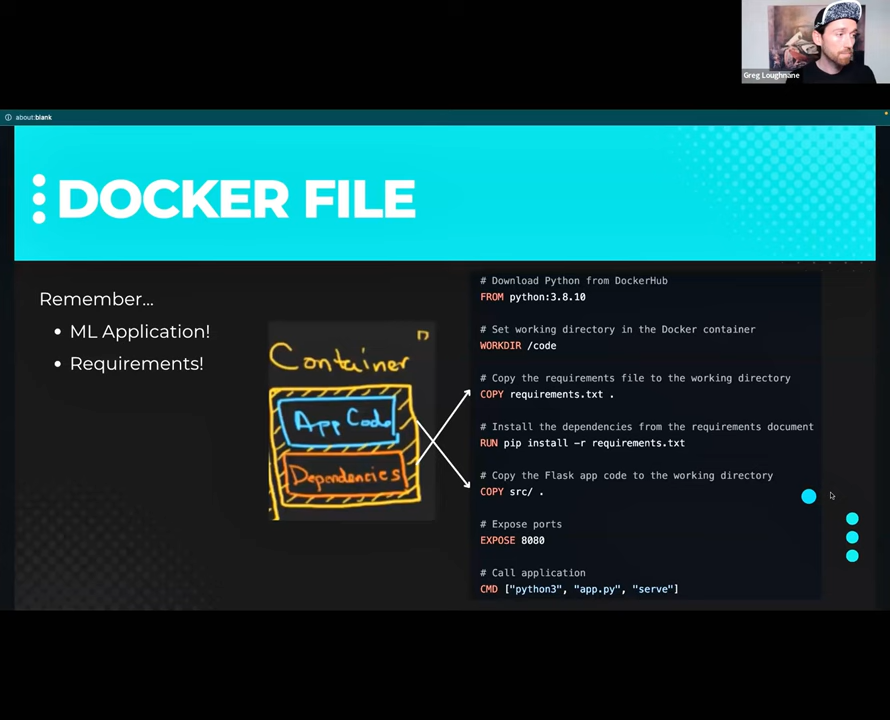 Greg Loughnane
about:blank
DOCKER FILE
Remember...
• ML Application!
• Requirements!
Container
App Code
Dependencies
# Download Python from DockerHub
FROM python:3.8.10
# Set working directory in the Docker container
WORKDIR /code
# Copy the requirements file to the working directory
COPY requirements.txt .
# Install the dependencies from the requirements document
RUN pip install -r requirements.txt
# Copy the Flask app code to the working directory
COPY src/ .
# Expose ports
EXPOSE 8080
# Call application
CMD ["python3", "app.py", "serve"]